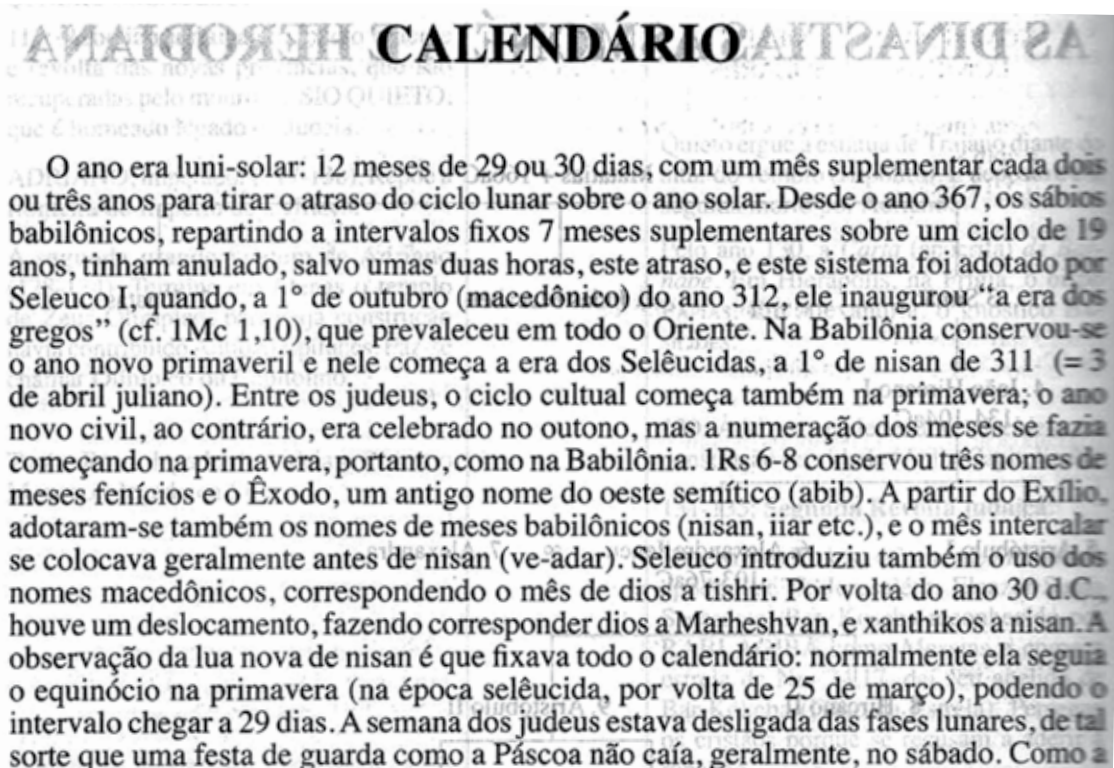 CALENDÁRIO
O ano era luni-solar: 12 meses de 29 ou 30 dias, com um mês suplementar cada dois
ou três anos para tirar o atraso do ciclo lunar sobre o ano solar. Desde o ano 367, os sábios
babilônicos, repartindo a intervalos fixos 7 meses suplementares sobre um ciclo de 19
anos, tinham anulado, salvo umas duas horas, este atraso, e este sistema foi adotado por
Seleuco I, quando, a 1° de outubro (macedônico) do ano 312, ele inaugurou “a era dos
gregos” (cf. 1Mc 1,10), que prevaleceu em todo o Oriente. Na Babilônia conservou-se
o ano novo primaveril e nele começa a era dos Selêucidas, a 1° de nisan de 311 (= 3
de abril juliano). Entre os judeus, o ciclo cultual começa também na primavera; o ano
novo civil, ao contrário, era celebrado no outono, mas a numeração dos meses se fazia
começando na primavera, portanto, como na Babilônia. 1Rs 6-8 conservou três nomes de
meses fenícios e o Êxodo, um antigo nome do oeste semítico (abib). A partir do Exílio,
adotaram-se também os nomes de meses babilônicos (nisan, iiar etc.), e o mês intercalar
se colocava geralmente antes de nisan (ve-adar). Seleuco introduziu também o uso dos
nomes macedônicos, correspondendo o mês de dios a tishri. Por volta do ano 30 d.C.,
houve um deslocamento, fazendo corresponder dios a Marheshvan, e xanthikos a nisan. A
observação da lua nova de nisan é que fixava todo o calendário: normalmente ela seguia
o equinócio na primavera (na época selêucida, por volta de 25 de março), podendo o
intervalo chegar a 29 dias. A semana dos judeus estava desligada das fases lunares, de tal
sorte que uma festa de guarda como a Páscoa não caía, geralmente, no sábado. Como a